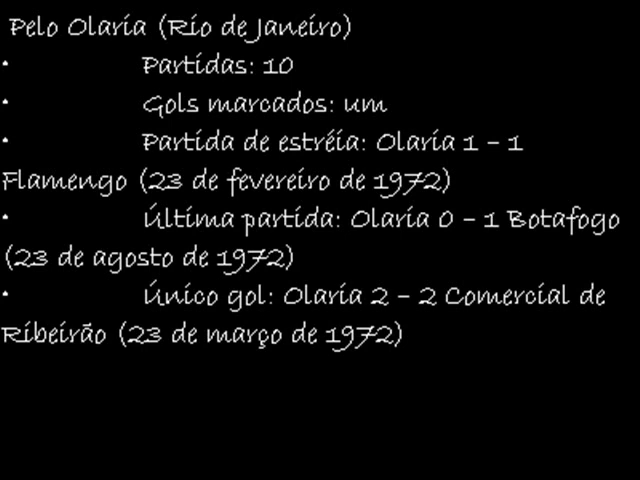 Pelo Olaria (Rio de Janeiro)
• Partidas: 10
• Gols marcados: um
• Partida de estréia: Olaria 1 – 1
Flamengo (23 de fevereiro de 1972)
• Última partida: Olaria 0 – 1 Botafogo
(23 de agosto de 1972)
• Único gol: Olaria 2 – 2 Comercial de
Ribeirão (23 de março de 1972)